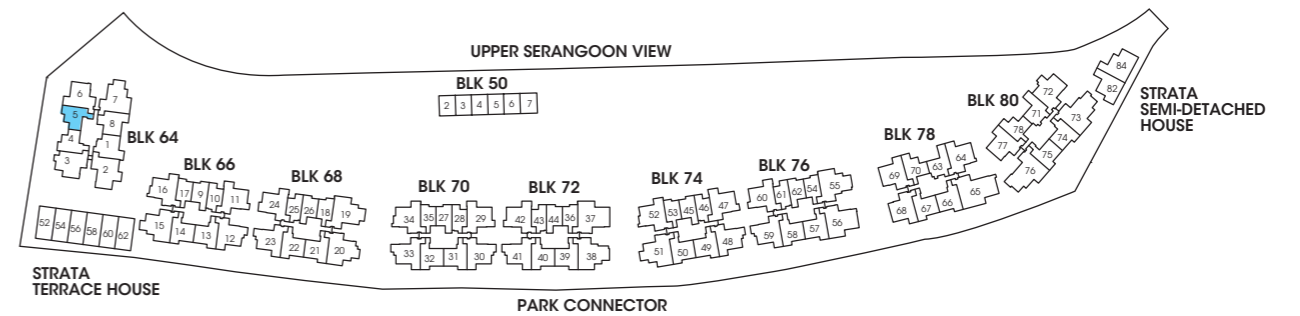 UPPER SERANGOON VIEW
BLK 50
2 3 4 5 6 7
BLK 64
6 7
5 8
4 1
3 2
BLK 66
16 17 9 10 11
15 14 13 12
BLK 68
24 25 26 18 19
23 22 21 20
BLK 70
34 35 27 28 29
33 32 31 30
BLK 72
42 43 44 36 37
41 40 39 38
BLK 74
52 53 45 46 47
51 50 49 48
BLK 76
60 61 62 54 55
59 58 57 56
BLK 78
69 70 63 64
68 67 66 65
BLK 80
72
71 73
78 74
77 75
76
84
82
STRATA
SEMI-DETACHED
HOUSE
52 54 56 58 60 62
STRATA
TERRACE HOUSE
PARK CONNECTOR